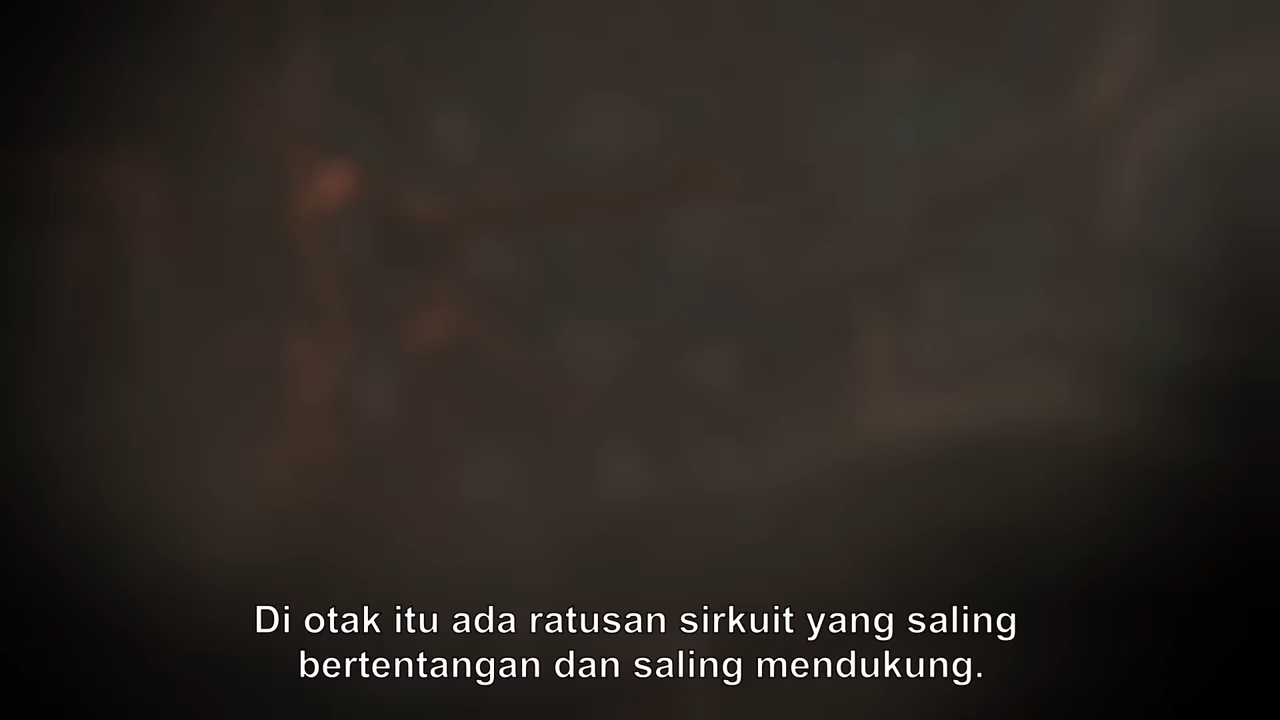 Di otak itu ada ratusan sirkuit yang saling
bertentangan dan saling mendukung.